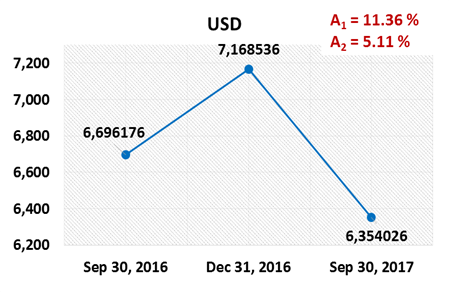 USD
A₁ = 11.36 %
A₂ = 5.11 %
7,168536
7,200
7,000
6,696176
6,800
6,600
6,400
6,354026
6,200
Sep 30, 2016 Dec 31, 2016 Sep 30, 2017